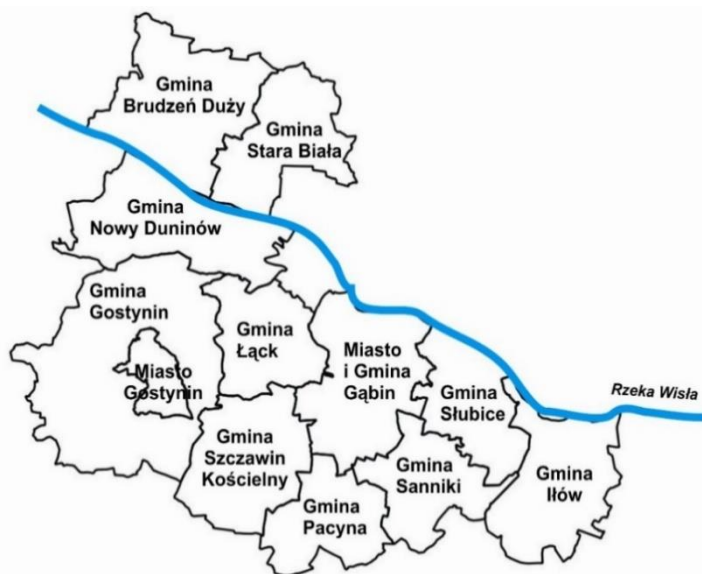 Gmina
Brudzeń Duży
Gmina
Stara Biała
Gmina
Nowy Duninów
Gmina
Gostynin
Miasto
Gostynin
Gmina
Łąck
Miasto
i Gmina
Gąbin
Gmina
Słubice
Rzeka Wisła
Gmina
Szczawin
Kościelny
Gmina
Sanniki
Gmina
Iłów
Gmina
Pacyna